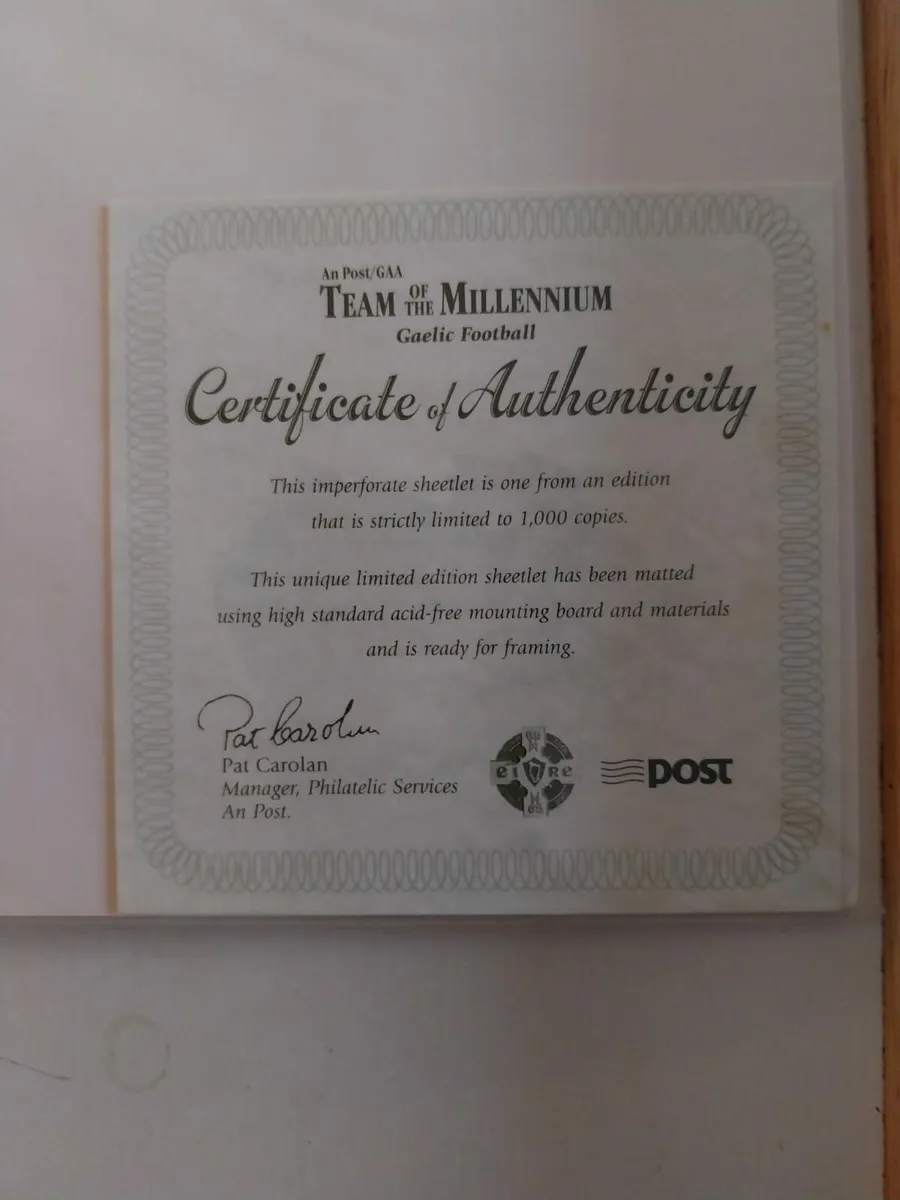 An Post/GAA
TEAM OF THE MILLENNIUM
Gaelic Football
Certificate of Authenticity
This imperforate sheetlet is one from an edition
that is strictly limited to 1,000 copies.
This unique limited edition sheetlet has been matted
using high standard acid-free mounting board and materials
and is ready for framing.
Pat Carolan
Pat Carolan
Manager, Philatelic Services
An Post.
eIRe
post